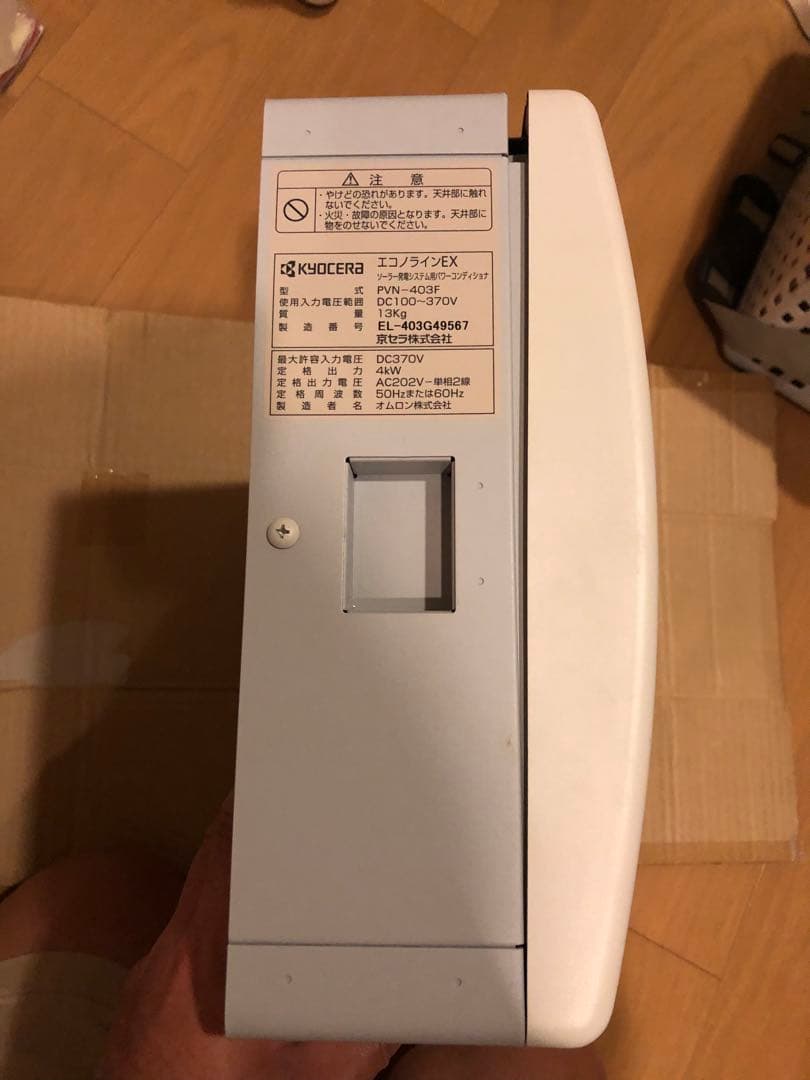 ⚠ 注 意
・やけどの恐れがあります。天井部に触れ
ないでください。
・火災・故障の原因となります。天井部に
物をのせないでください。
KYOCERA エコノラインEX
ソーラー発電システム用パワーコンディショナ
型 式 PVN-403F
使用入力電圧範囲 DC100～370V
質 量 13Kg
製 造 番 号 EL-403G49567
京セラ株式会社
最大許容入力電圧 DC370V
定 格 出 力 4kW
定格出力電圧 AC202V-単相2線
定 格 周 波 数 50Hzまたは60Hz
製 造 者 名 オムロン株式会社